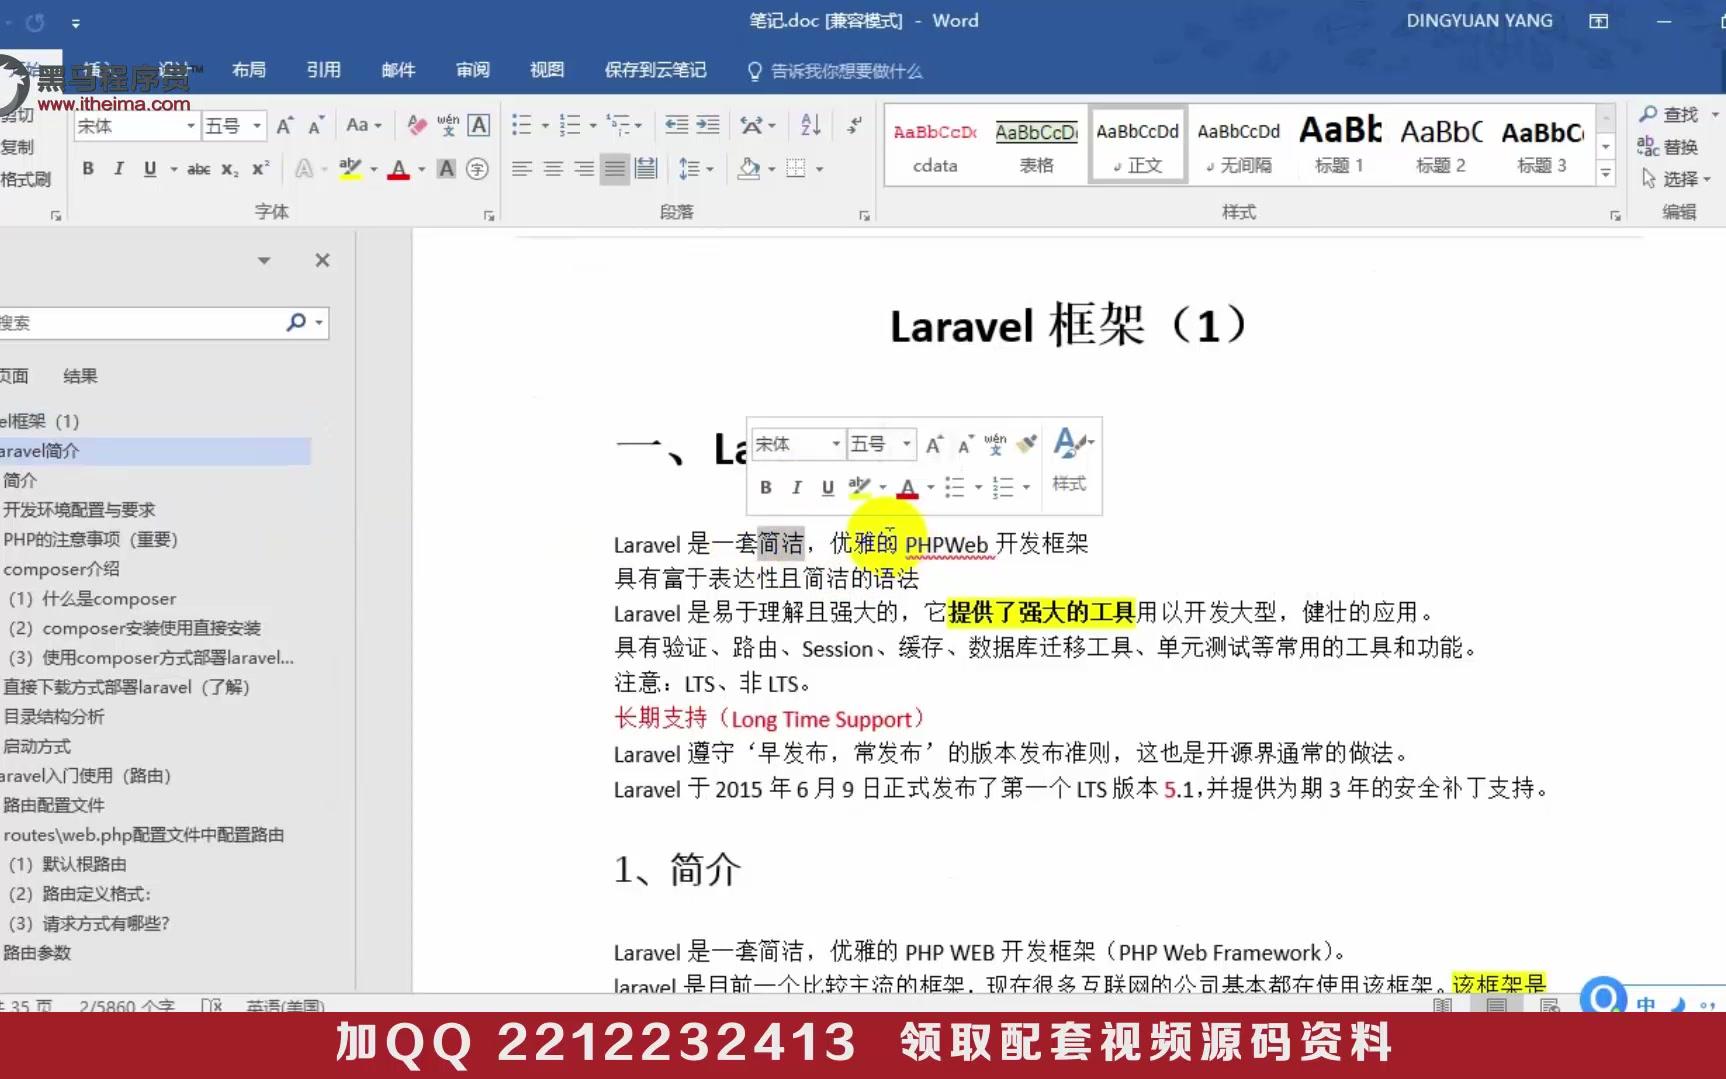 笔记.doc [兼容模式] - Word
DINGYUAN YANG
布局 引用 邮件 审阅 视图 保存到云笔记 告诉我你想要做什么
黑马程序员™
www.itheima.com
剪切
复制
格式刷
宋体 五号
字体
段落
AaBbCcDc AaBbCcDc AaBbCcDd AaBbCcDd AaBb AaBbC AaBbC
cdata 表格 正文 无间隔 标题 1 标题 2 标题 3
样式
查找
替换
选择
编辑
搜索
页面 结果
el框架（1）
aravel简介
简介
开发环境配置与要求
PHP的注意事项（重要）
composer介绍
（1）什么是composer
（2）composer安装使用直接安装
（3）使用composer方式部署laravel...
直接下载方式部署laravel（了解）
目录结构分析
启动方式
aravel入门使用（路由）
路由配置文件
routes\web.php配置文件中配置路由
（1）默认根路由
（2）路由定义格式：
（3）请求方式有哪些?
路由参数
Laravel 框架（1）
一、La
宋体 五号
样式
Laravel 是一套简洁，优雅的 PHPWeb 开发框架
具有富于表达性且简洁的语法
Laravel 是易于理解且强大的，它提供了强大的工具用以开发大型，健壮的应用。
具有验证、路由、Session、缓存、数据库迁移工具、单元测试等常用的工具和功能。
注意：LTS、非 LTS。
长期支持（Long Time Support）
Laravel 遵守‘早发布，常发布’的版本发布准则，这也是开源界通常的做法。
Laravel 于 2015 年 6 月 9 日正式发布了第一个 LTS 版本 5.1，并提供为期 3 年的安全补丁支持。
1、简介
Laravel 是一套简洁，优雅的 PHP WEB 开发框架（PHP Web Framework）。
laravel 是目前一个比较主流的框架，现在很多互联网的公司基本都在使用该框架。该框架是
共 35 页 2/5860 个字 英语(美国)
中
加QQ 2212232413 领取配套视频源码资料